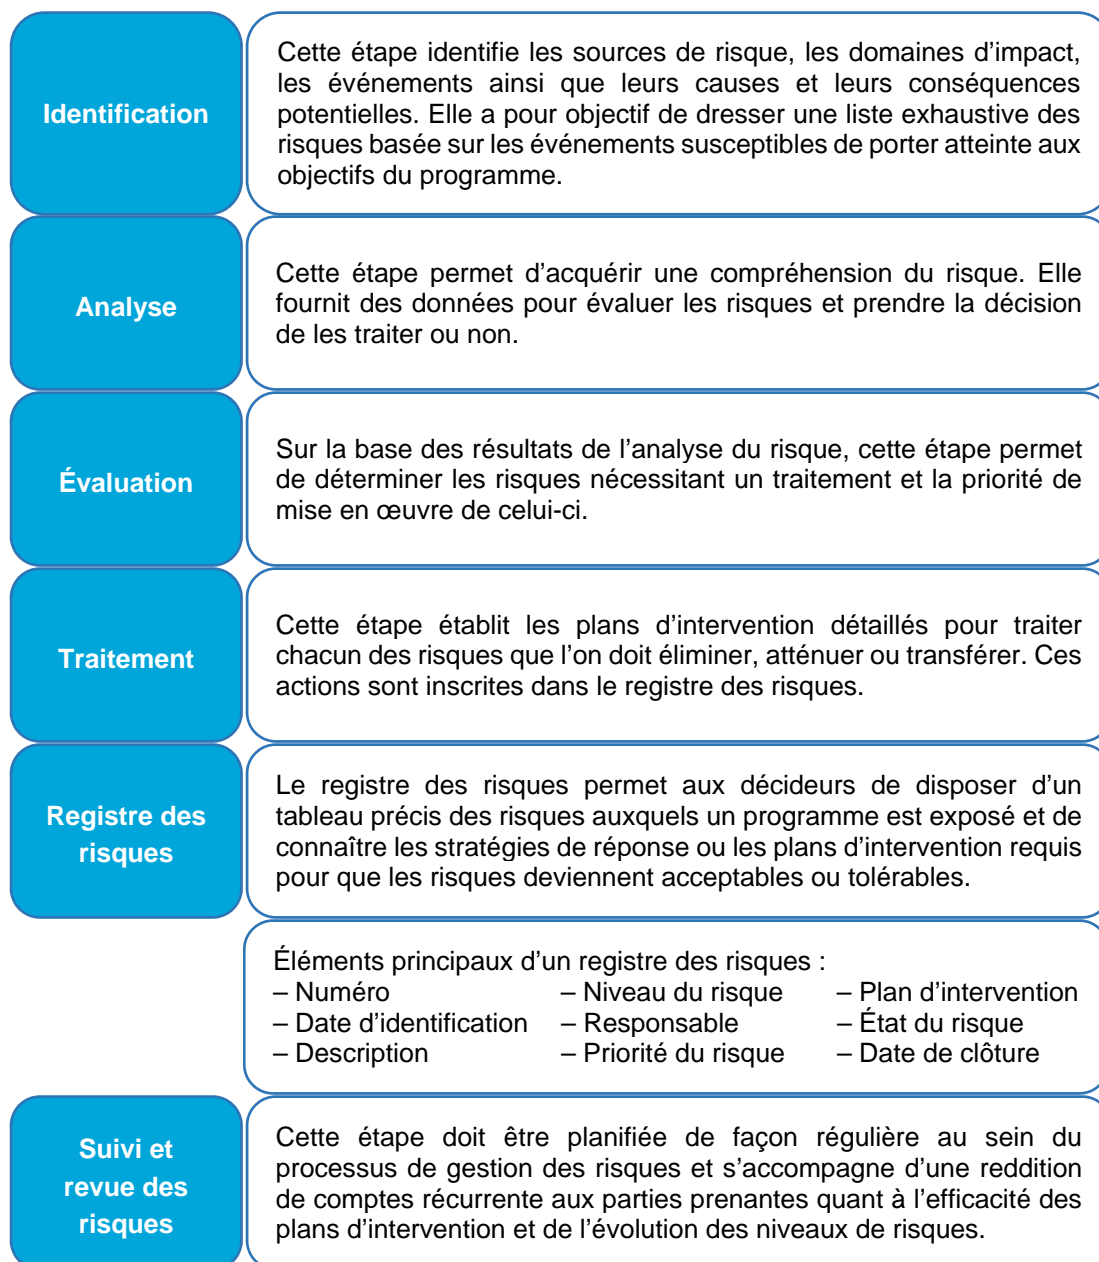 Identification
Cette étape identifie les sources de risque, les domaines d’impact,
les événements ainsi que leurs causes et leurs conséquences
potentielles. Elle a pour objectif de dresser une liste exhaustive des
risques basée sur les événements susceptibles de porter atteinte aux
objectifs du programme.
Analyse
Cette étape permet d'acquérir une compréhension du risque. Elle
fournit des données pour évaluer les risques et prendre la décision
de les traiter ou non.
Évaluation
Sur la base des résultats de l’analyse du risque, cette étape permet
de déterminer les risques nécessitant un traitement et la priorité de
mise en œuvre de celui-ci.
Traitement
Cette étape établit les plans d’intervention détaillés pour traiter
chacun des risques que l’on doit éliminer, atténuer ou transférer. Ces
actions sont inscrites dans le registre des risques.
Registre des
risques
Le registre des risques permet aux décideurs de disposer d’un
tableau précis des risques auxquels un programme est exposé et de
connaître les stratégies de réponse ou les plans d’intervention requis
pour que les risques deviennent acceptables ou tolérables.
Éléments principaux d’un registre des risques :
– Numéro – Niveau du risque – Plan d’intervention
– Date d’identification – Responsable – État du risque
– Description – Priorité du risque – Date de clôture
Suivi et
revue des
risques
Cette étape doit être planifiée de façon régulière au sein du
processus de gestion des risques et s’accompagne d’une reddition
de comptes récurrente aux parties prenantes quant à l’efficacité des
plans d’intervention et de l’évolution des niveaux de risques.